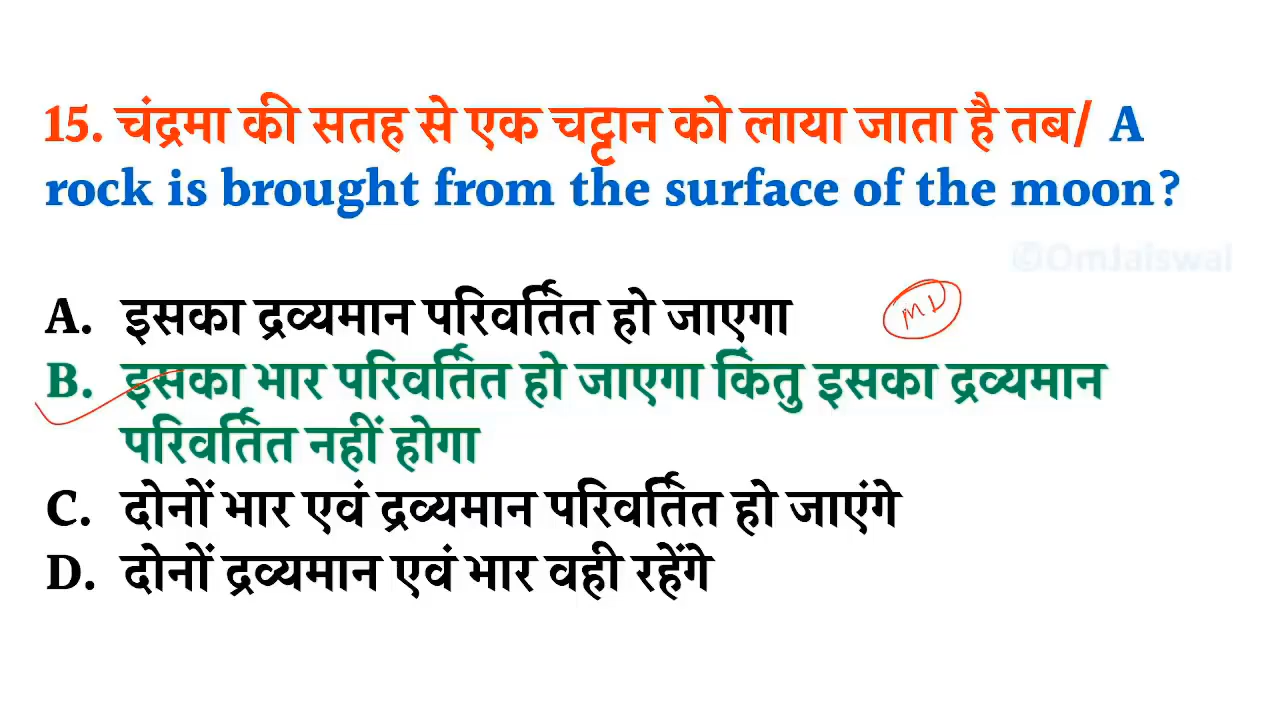 15. चंद्रमा की सतह से एक चट्टान को लाया जाता है तब/ A
rock is brought from the surface of the moon?
©OmJaiswal
A. इसका द्रव्यमान परिवर्तित हो जाएगा
B. इसका भार परिवर्तित हो जाएगा किंतु इसका द्रव्यमान
परिवर्तित नहीं होगा
C. दोनों भार एवं द्रव्यमान परिवर्तित हो जाएंगे
D. दोनों द्रव्यमान एवं भार वही रहेंगे